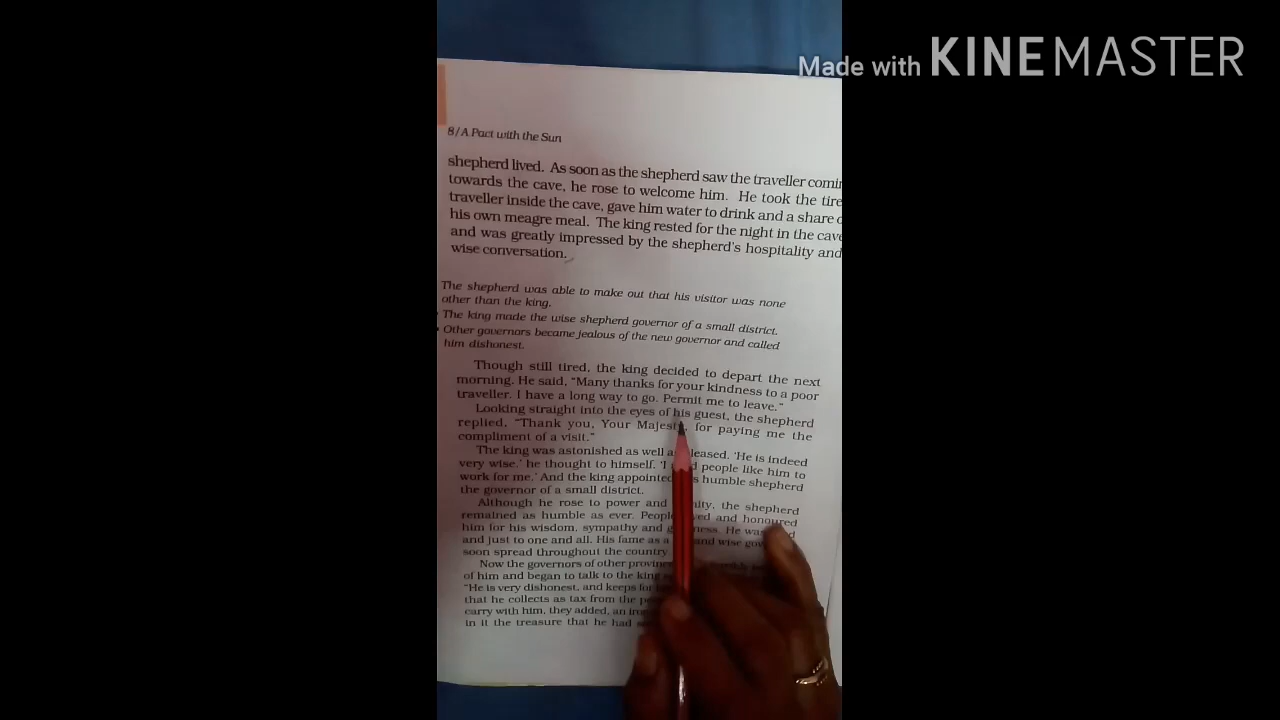 Made with KINEMASTER
8/A Pact with the Sun
shepherd lived. As soon as the shepherd saw the traveller comin
towards the cave, he rose to welcome him. He took the tire
traveller inside the cave, gave him water to drink and a share o
his own meagre meal. The king rested for the night in the cave
and was greatly impressed by the shepherd's hospitality and
wise conversation.
The shepherd was able to make out that his visitor was none
other than the king.
The king made the wise shepherd governor of a small district.
Other governors became jealous of the new governor and called
him dishonest.
Though still tired, the king decided to depart the next
morning. He said, “Many thanks for your kindness to a poor
traveller. I have a long way to go. Permit me to leave.”
Looking straight into the eyes of his guest, the shepherd
replied, “Thank you, Your Majesty, for paying me the
compliment of a visit.”
The king was astonished as well as pleased. ‘He is indeed
very wise.’ he thought to himself. ‘I people like him to
work for me.’ And the king appointed humble shepherd
the governor of a small district.
Although he rose to power and the shepherd
remained as humble as ever. People and honoured
him for his wisdom, sympathy and He
and just to one and all. His fame as a and wise
soon spread throughout the country
Now the governors of other
of him and began to talk to the king
“He is very dishonest, and keeps for
that he collects as tax from the
carry with him, they added, an
in it the treasure that he had